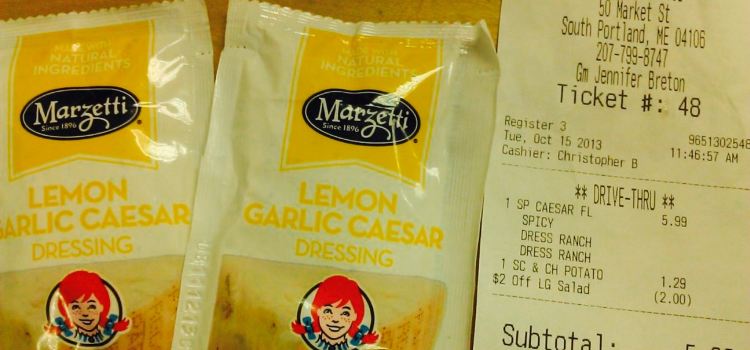 MADE WITH
NATURAL
INGREDIENTS
Marzetti
Since 1896
LEMON
GARLIC CAESAR
DRESSING
MADE WITH
NATURAL
INGREDIENTS
Marzetti
Since 1896
LEMON
GARLIC CAESAR
DRESSING
50 Market St
South Portland, ME 04106
207-799-8747
Gm Jennifer Breton
Ticket #: 48
Register 3 9651302548
Tue, Oct 15 2013 11:46:57 AM
Cashier: Christopher B
** DRIVE-THRU **
1 SP CAESAR FL 5.99
SPICY
DRESS RANCH
DRESS RANCH
1 SC & CH POTATO 1.29
$2 Off LG Salad (2.00)
Subtotal: